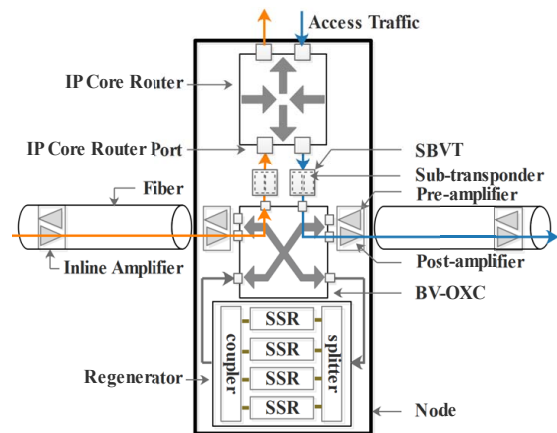 Access Traffic
IP Core Router
IP Core Router Port
SBVT
Sub-transponder
Fiber
Pre-amplifier
Inline Amplifier
Post-amplifier
BV-OXC
Regenerator
coupler
SSR
SSR
SSR
SSR
splitter
Node